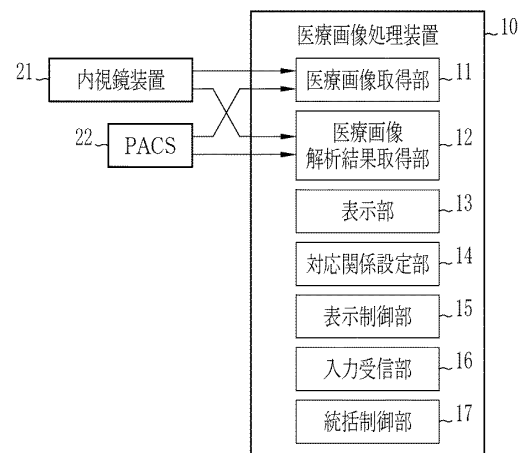 医療画像処理装置
10
21
内視鏡装置
医療画像取得部
11
22
PACS
医療画像
解析結果取得部
12
表示部
13
対応関係設定部
14
表示制御部
15
入力受信部
16
統括制御部
17